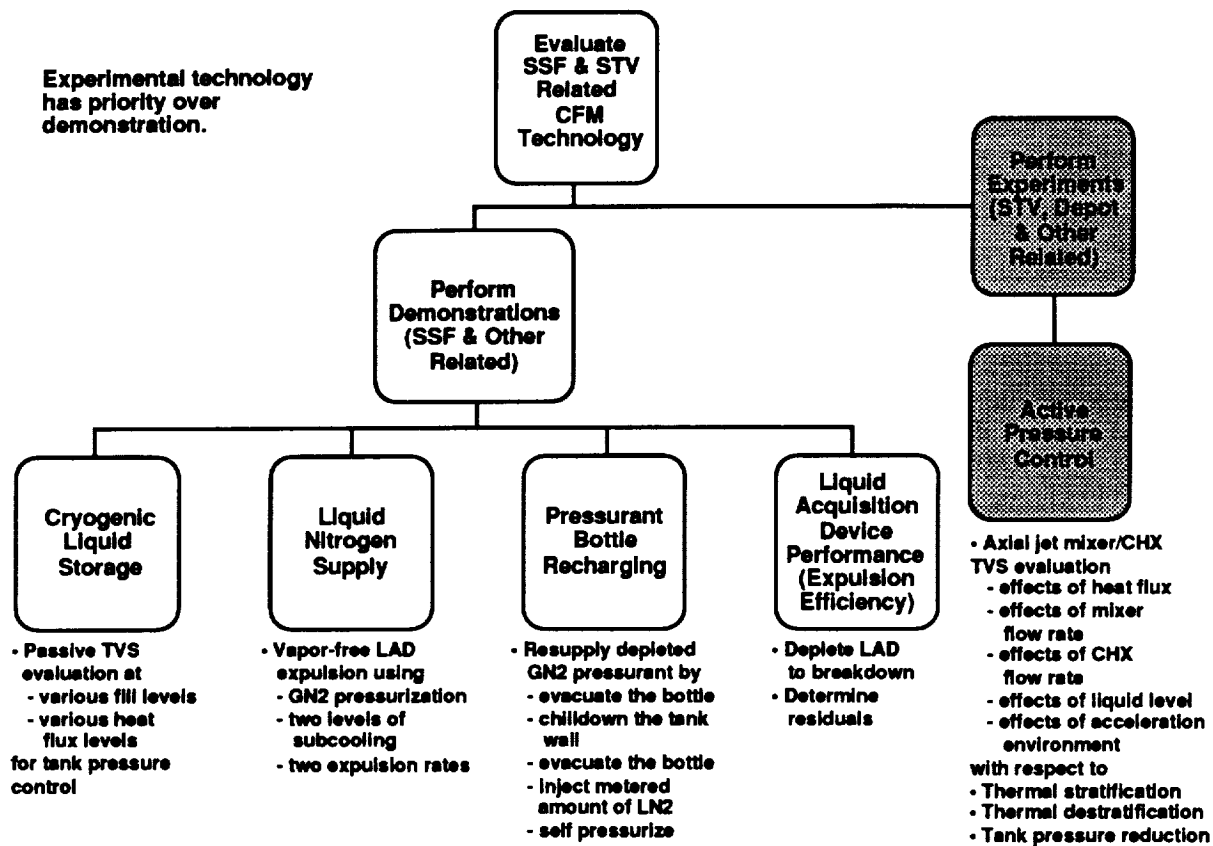 Experimental technology
has priority over
demonstration.
Evaluate
SSF & STV
Related
CFM
Technology
Perform
Experiments
(STV, Depot
& Other
Related)
Perform
Demonstrations
(SSF & Other
Related)
Active
Pressure
Control
Cryogenic
Liquid
Storage
Liquid
Nitrogen
Supply
Pressurant
Bottle
Recharging
Liquid
Acquisition
Device
Performance
(Expulsion
Efficiency)
• Passive TVS
evaluation at
- various fill levels
- various heat
flux levels
for tank pressure
control
• Vapor-free LAD
expulsion using
- GN2 pressurization
- two levels of
subcooling
- two expulsion rates
• Resupply depleted
GN2 pressurant by
- evacuate the bottle
- chilldown the tank
wall
- evacuate the bottle
- inject metered
amount of LN2
- self pressurize
• Deplete LAD
to breakdown
• Determine
residuals
• Axial jet mixer/CHX
TVS evaluation
- effects of heat flux
- effects of mixer
flow rate
- effects of CHX
flow rate
- effects of liquid level
- effects of acceleration
environment
with respect to
• Thermal stratification
• Thermal destratification
• Tank pressure reduction